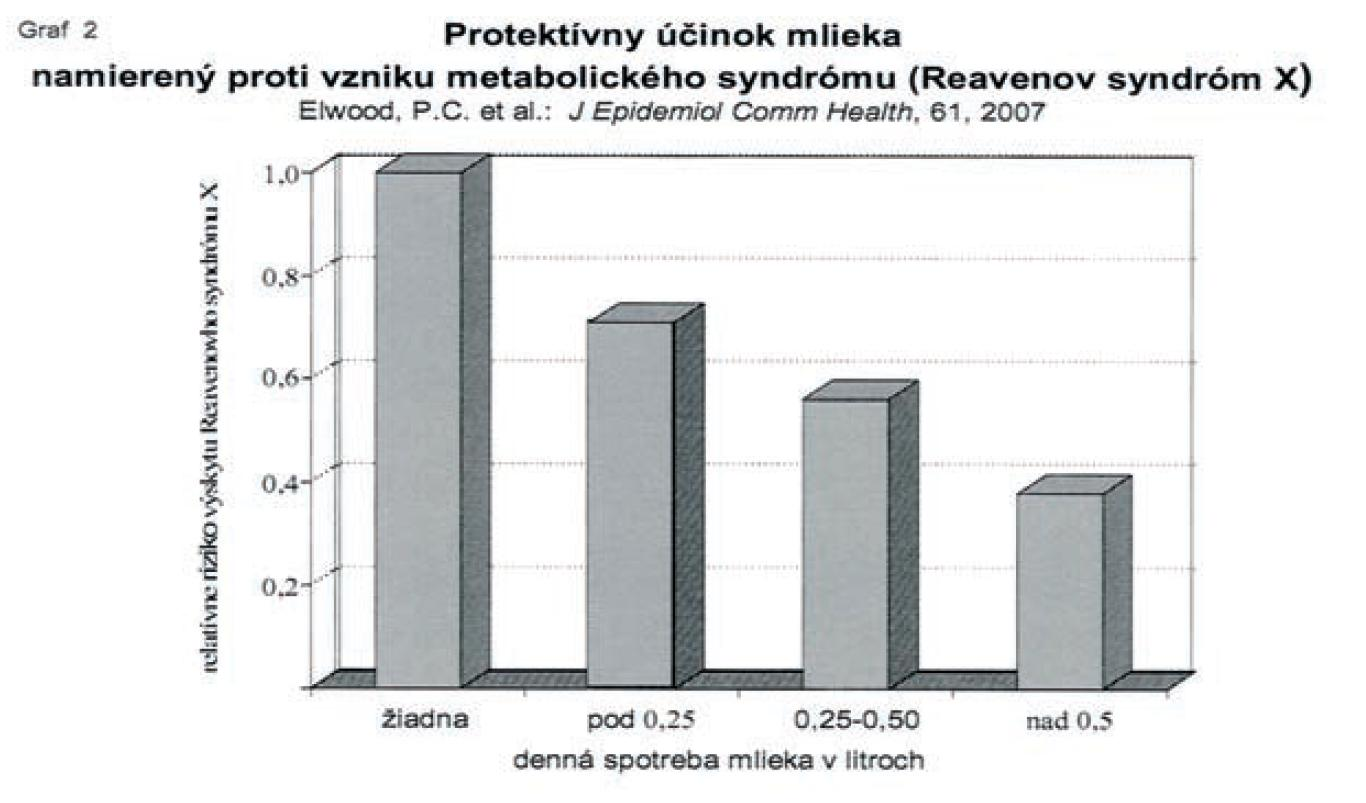 Graf 2
Protektívny účinok mlieka
namierený proti vzniku metabolického syndrómu (Reavenov syndróm X)
Elwood, P.C. et al.: J Epidemiol Comm Health, 61, 2007
relatívne riziko výskytu Reavenovho syndrómu X
1,0
0,8
0,6
0,4
0,2
žiadna
pod 0,25
0,25-0,50
nad 0,5
denná spotreba mlieka v litroch